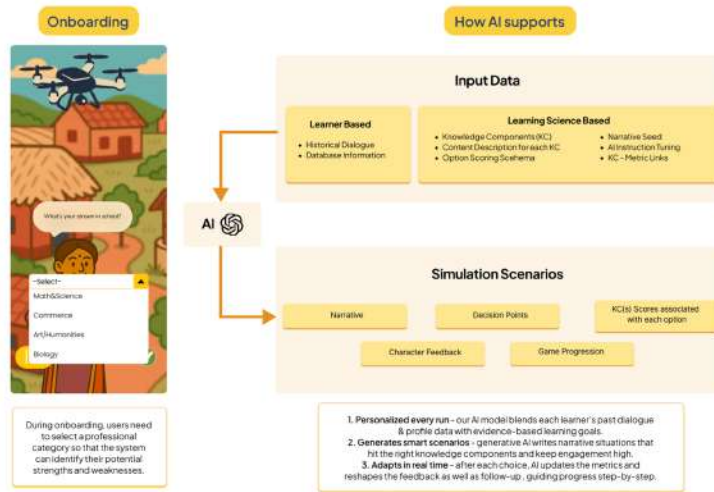 Onboarding
What's your stream in school?
-Select-
Math&Science
Commerce
Art/Humanities
Biology
During onboarding, users need
to select a professional
category so that the system
can identify their potential
strengths and weaknesses.
How AI supports
Input Data
Learner Based
• Historical Dialogue
• Database Information
Learning Science Based
• Knowledge Components (KC)
• Content Description for each KC
• Option Scoring Scahema
• Narrative Seed
• AI Instruction Tuning
• KC - Metric Links
AI
Simulation Scenarios
Narrative
Decision Points
KC(s) Scores associated
with each option
Character Feedback
Game Progression
1. Personalized every run - our AI model blends each learner's past dialogue
& profile data with evidence-based learning goals.
2. Generates smart scenarios - generative AI writes narrative situations that
hit the right knowledge components and keep engagement high.
3. Adapts in real time - after each choice, AI updates the metrics and
reshapes the feedback as well as follow-up , guiding progress step-by-step.